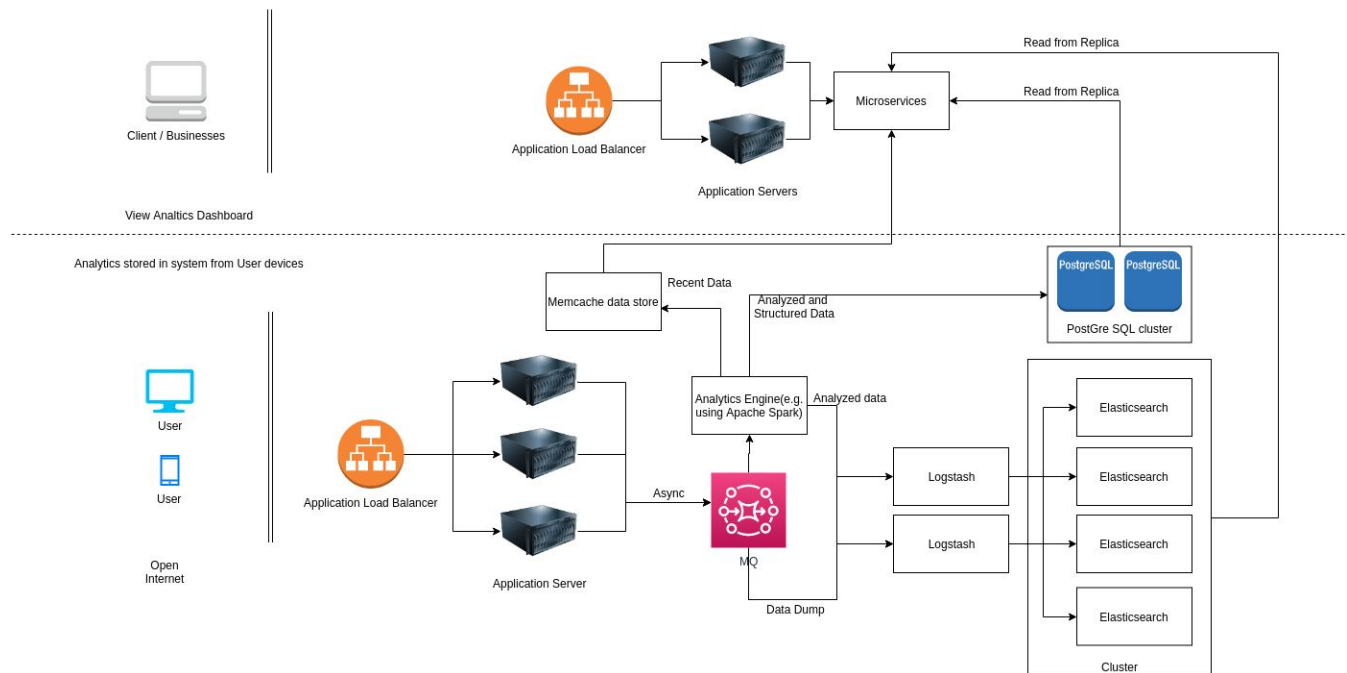 Read from Replica
Client / Businesses
Application Load Balancer
Microservices
Read from Replica
Application Servers
View Analtics Dashboard
Analytics stored in system from User devices
Memcache data store
Recent Data
Analyzed and
Structured Data
PostgreSQL
PostgreSQL
PostGre SQL cluster
User
User
Open
Internet
Application Load Balancer
Application Server
Async
Analytics Engine(e.g.
using Apache Spark)
Analyzed data
MQ
Data Dump
Logstash
Logstash
Elasticsearch
Elasticsearch
Elasticsearch
Elasticsearch
Cluster